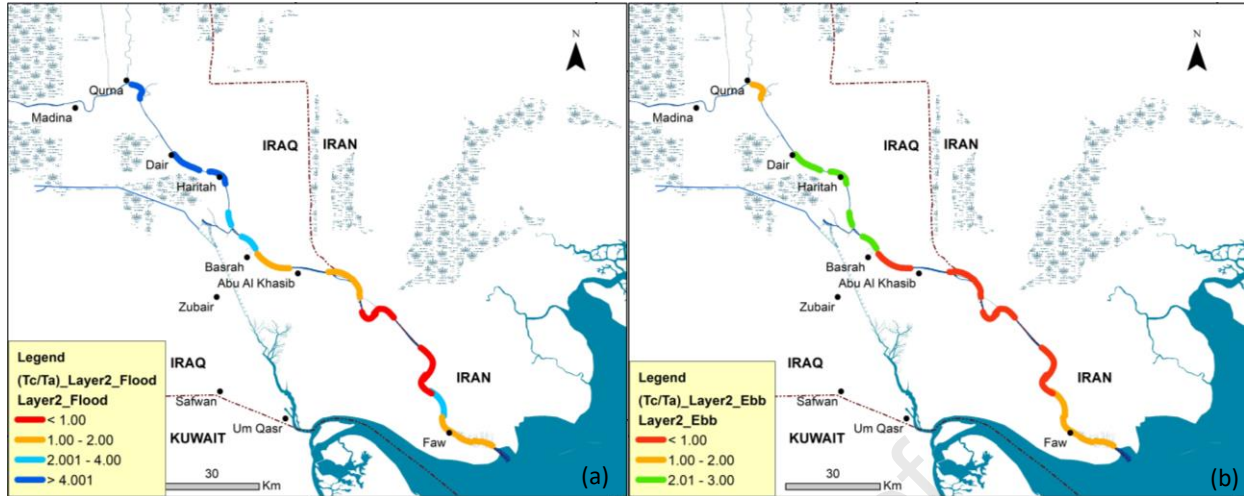 N
Qurna
Madina
IRAQ
IRAN
Dair
Haritah
Basrah
Abu Al Khasib
Zubair
Legend
(Tc/Ta)_Layer2_Flood
Layer2_Flood
< 1.00
1.00 - 2.00
2.001 - 4.00
> 4.001
IRAQ
IRAN
Safwan
Um Qasr
Faw
KUWAIT
30
Km
(a)
N
Qurna
Madina
IRAQ
IRAN
Dair
Haritah
Basrah
Abu Al Khasib
Zubair
Legend
(Tc/Ta)_Layer2_Ebb
Layer2_Ebb
< 1.00
1.00 - 2.00
2.01 - 3.00
IRAQ
IRAN
Safwan
Um Qasr
Faw
KUWAIT
30
Km
(b)